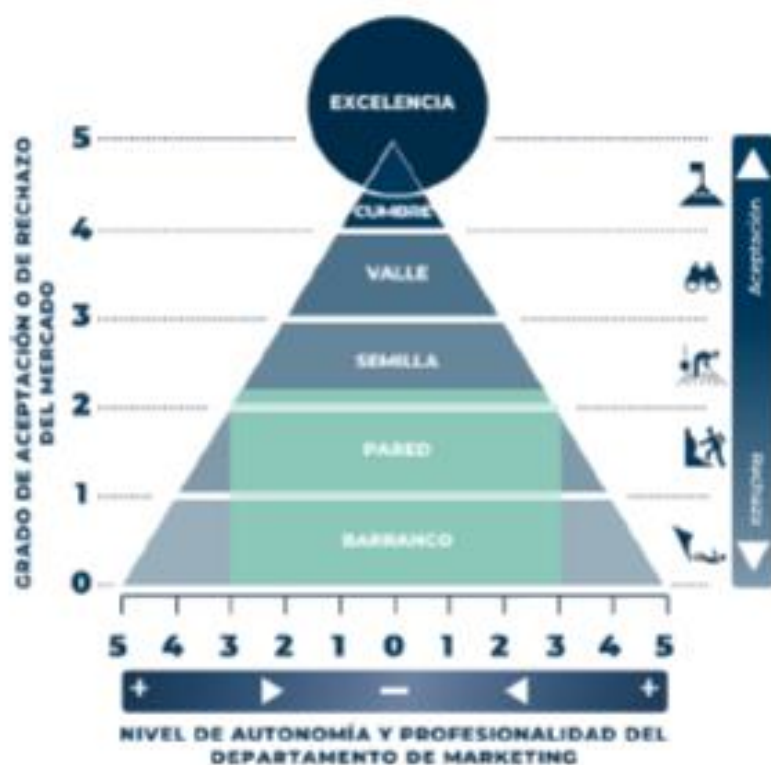 EXCELENCIA
GRADO DE ACEPTACIÓN O DE RECHAZO
DEL MERCADO
5
4
3
2
1
0
CUMBRE
VALLE
SEMILLA
PARED
BARRANCO
Aceptación
Rechazo
5 4 3 2 1 0 1 2 3 4 5
+ − +
NIVEL DE AUTONOMÍA Y PROFESIONALIDAD DEL
DEPARTAMENTO DE MARKETING